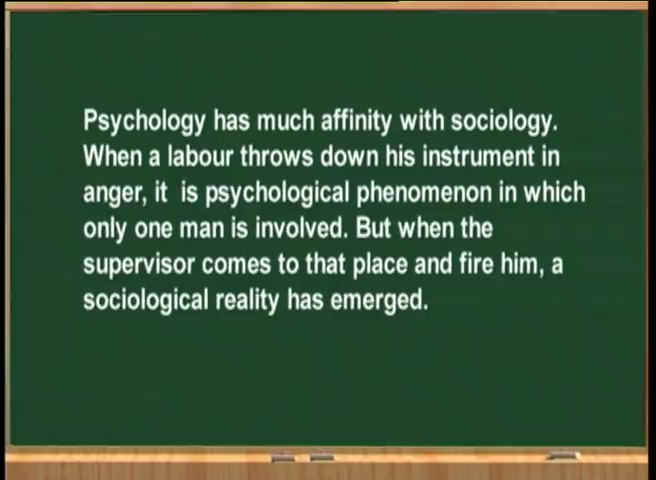 Psychology has much affinity with sociology.
When a labour throws down his instrument in
anger, it is psychological phenomenon in which
only one man is involved. But when the
supervisor comes to that place and fire him, a
sociological reality has emerged.